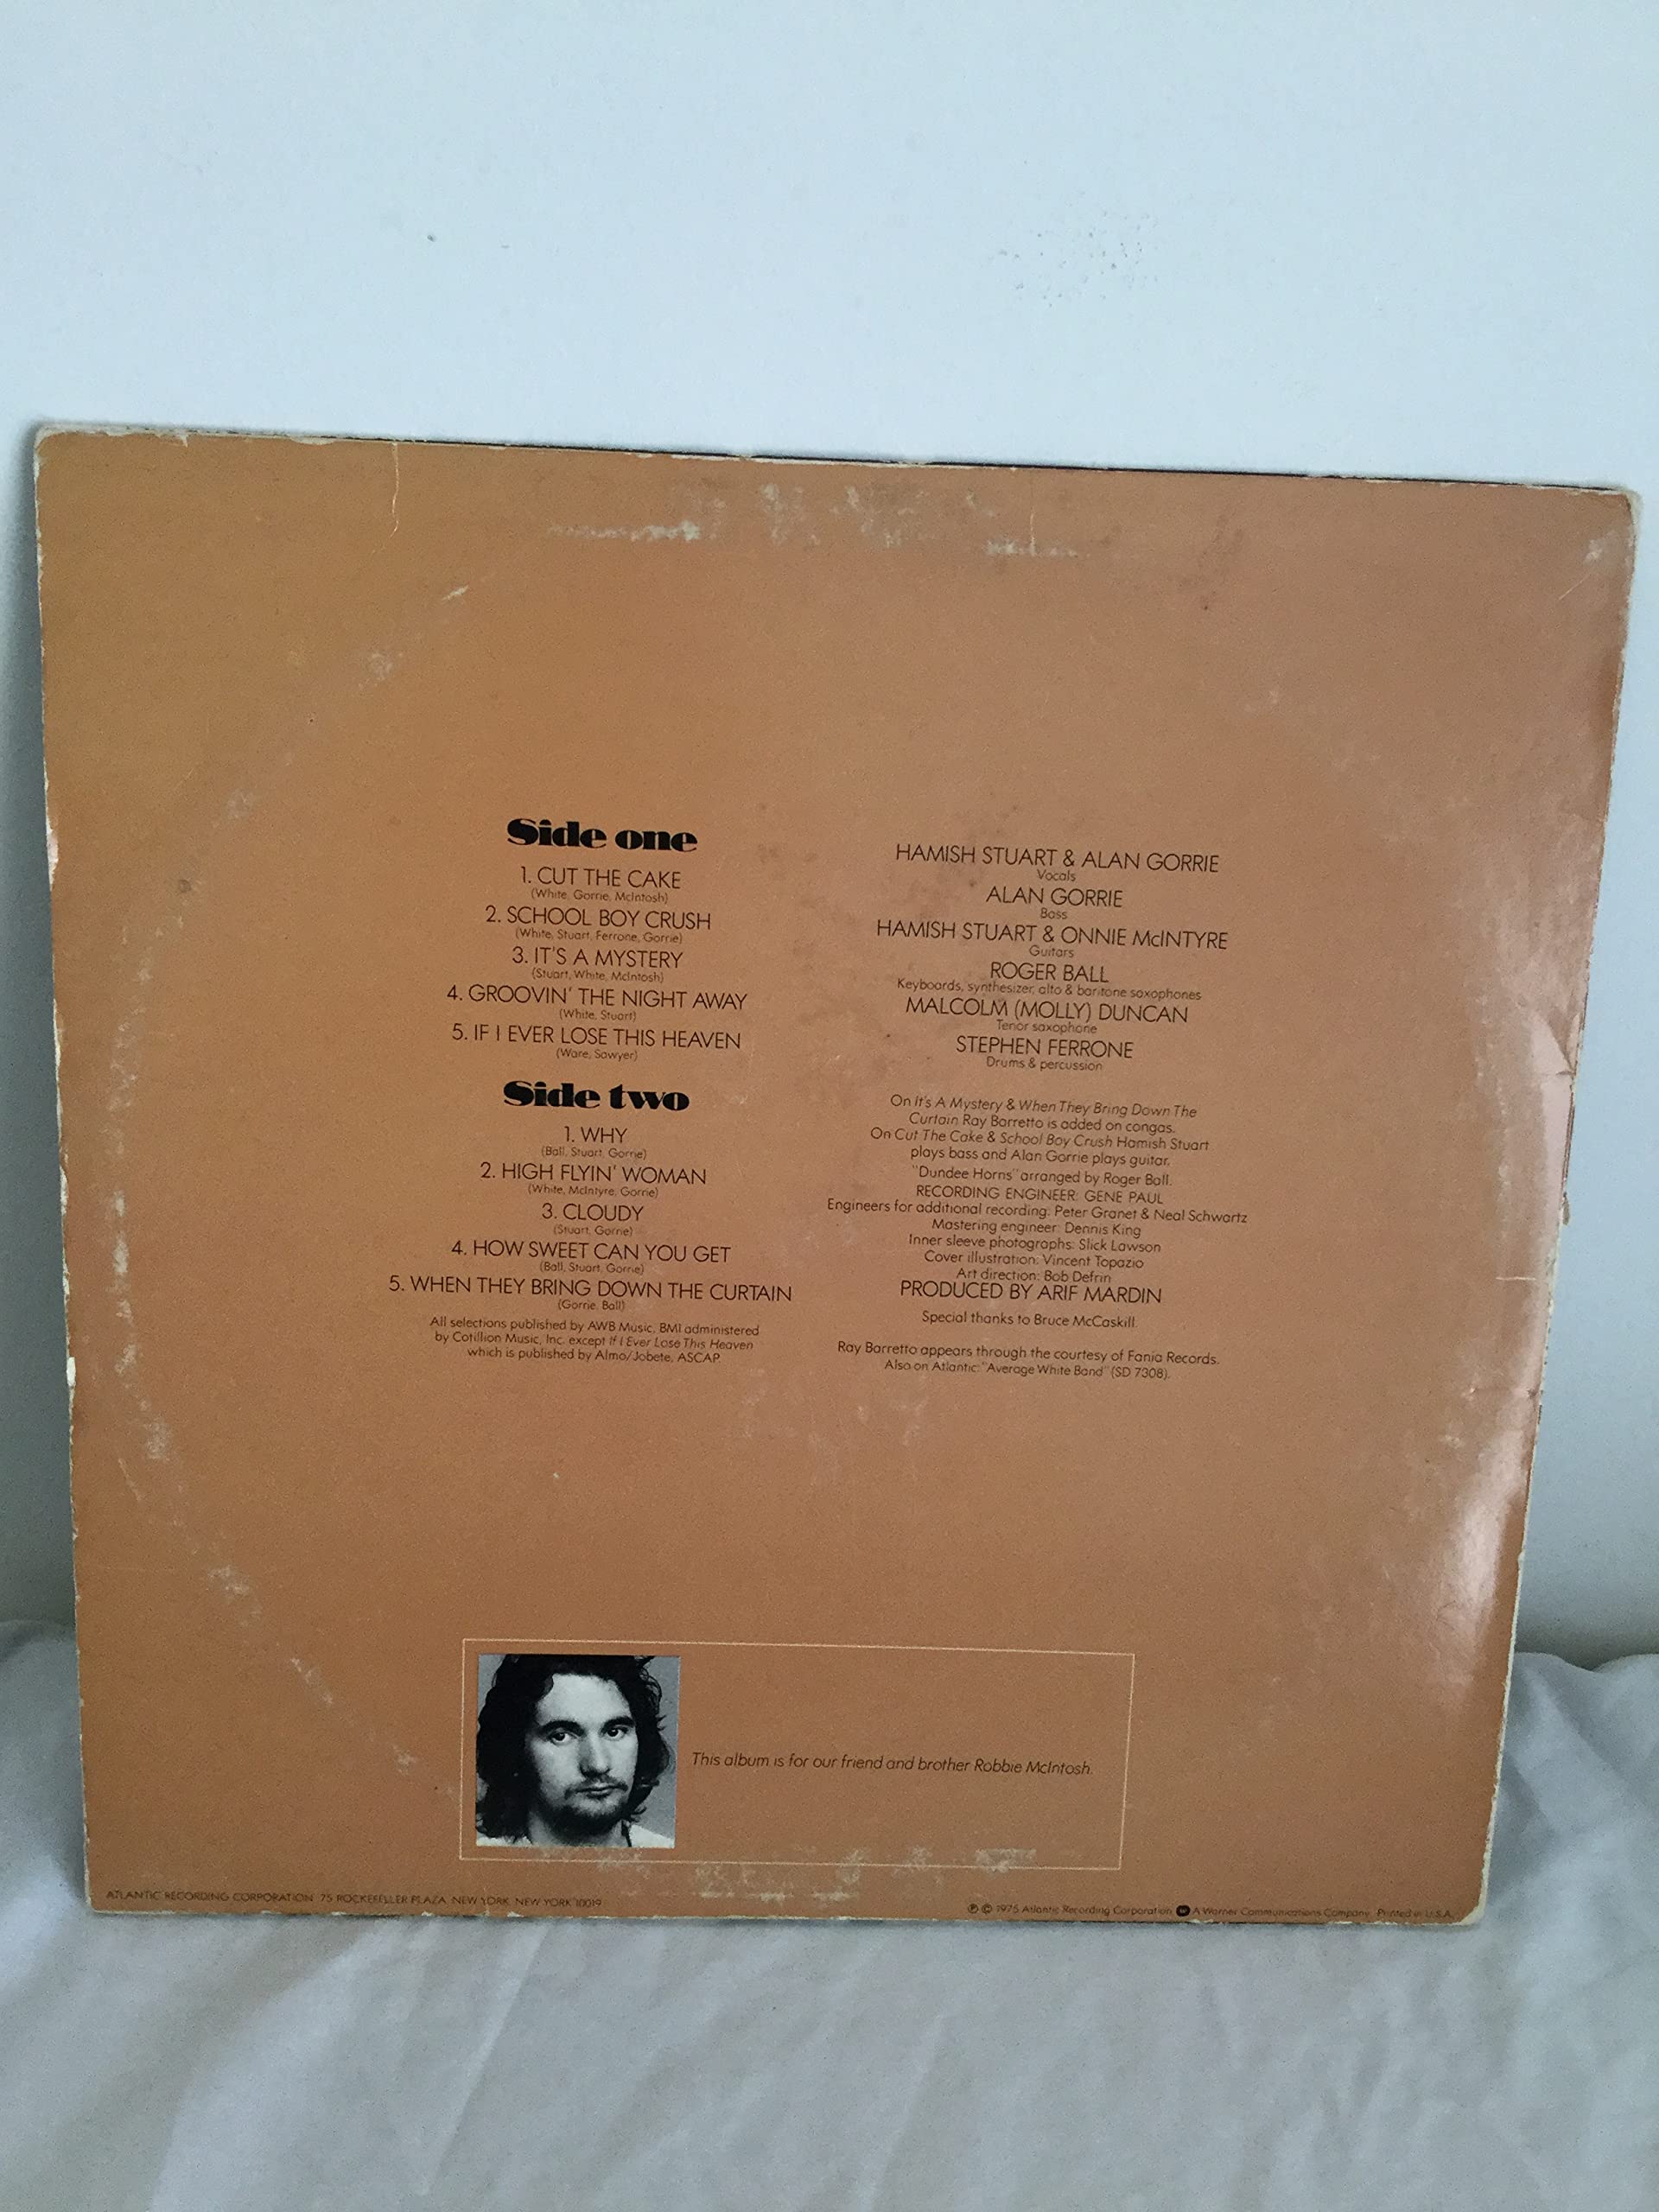 Side one
1. CUT THE CAKE
(White, Gorrie, McIntosh)
2. SCHOOL BOY CRUSH
(White, Stuart, Ferrone, Gorrie)
3. IT'S A MYSTERY
(Stuart, White, McIntosh)
4. GROOVIN' THE NIGHT AWAY
(White, Stuart)
5. IF I EVER LOSE THIS HEAVEN
(Ware, Sawyer)
Side two
1. WHY
(Ball, Stuart, Gorrie)
2. HIGH FLYIN' WOMAN
(White, McIntyre, Gorrie)
3. CLOUDY
(Stuart, Gorrie)
4. HOW SWEET CAN YOU GET
(Ball, Stuart, Gorrie)
5. WHEN THEY BRING DOWN THE CURTAIN
(Gorrie, Ball)
All selections published by AWB Music, BMI administered
by Cotillion Music, Inc. except If I Ever Lose This Heaven
which is published by Almo/Jobete, ASCAP.
HAMISH STUART & ALAN GORRIE
Vocals
ALAN GORRIE
Bass
HAMISH STUART & ONNIE McINTYRE
Guitars
ROGER BALL
Keyboards, synthesizer, alto & baritone saxophones
MALCOLM (MOLLY) DUNCAN
Tenor saxophone
STEPHEN FERRONE
Drums & percussion
On It's A Mystery & When They Bring Down The
Curtain Ray Barretto is added on congas.
On Cut The Cake & School Boy Crush Hamish Stuart
plays bass and Alan Gorrie plays guitar.
"Dundee Horns" arranged by Roger Ball.
RECORDING ENGINEER: GENE PAUL
Engineers for additional recording: Peter Granet & Neal Schwartz
Mastering engineer: Dennis King
Inner sleeve photographs: Slick Lawson
Cover illustration: Vincent Topazio
Art direction: Bob Defrin
PRODUCED BY ARIF MARDIN
Special thanks to Bruce McCaskill.
Ray Barretto appears through the courtesy of Fania Records.
Also on Atlantic: "Average White Band" (SD 7308).
This album is for our friend and brother Robbie McIntosh.
ATLANTIC RECORDING CORPORATION 75 ROCKEFELLER PLAZA, NEW YORK, NEW YORK 10019
℗ © 1975 Atlantic Recording Corporation W A Warner Communications Company Printed in U.S.A.